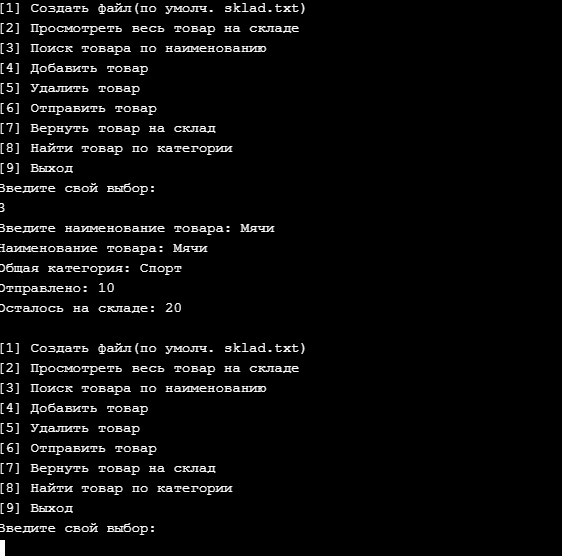 [1] Создать файл(по умолч. sklad.txt)
[2] Просмотреть весь товар на складе
[3] Поиск товара по наименованию
[4] Добавить товар
[5] Удалить товар
[6] Отправить товар
[7] Вернуть товар на склад
[8] Найти товар по категории
[9] Выход
Введите свой выбор:
3
Введите наименование товара: Мячи
Наименование товара: Мячи
Общая категория: Спорт
Отправлено: 10
Осталось на складе: 20
[1] Создать файл(по умолч. sklad.txt)
[2] Просмотреть весь товар на складе
[3] Поиск товара по наименованию
[4] Добавить товар
[5] Удалить товар
[6] Отправить товар
[7] Вернуть товар на склад
[8] Найти товар по категории
[9] Выход
Введите свой выбор: